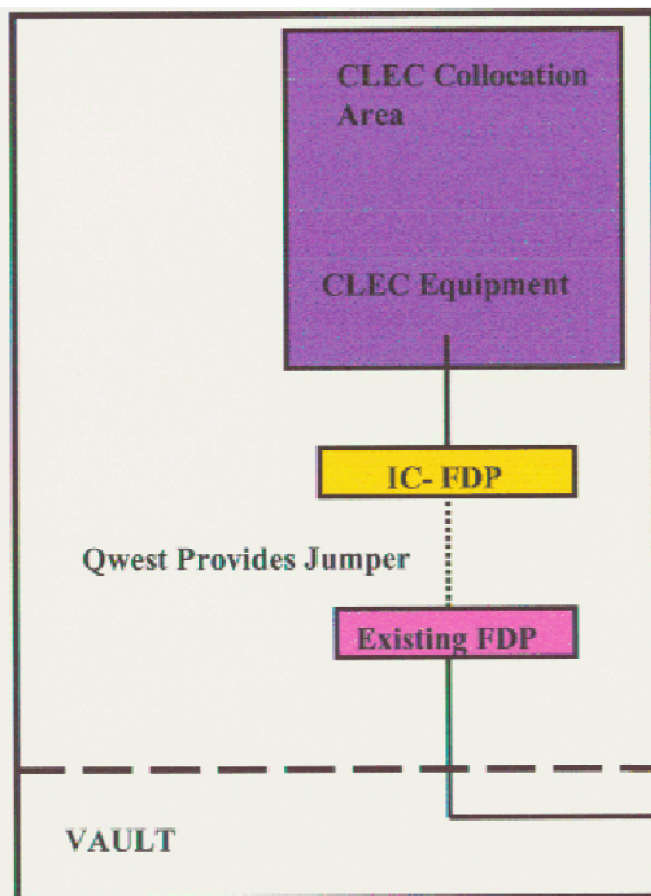 CLEC Collocation
Area
CLEC Equipment
IC- FDP
Qwest Provides Jumper
Existing FDP
VAULT